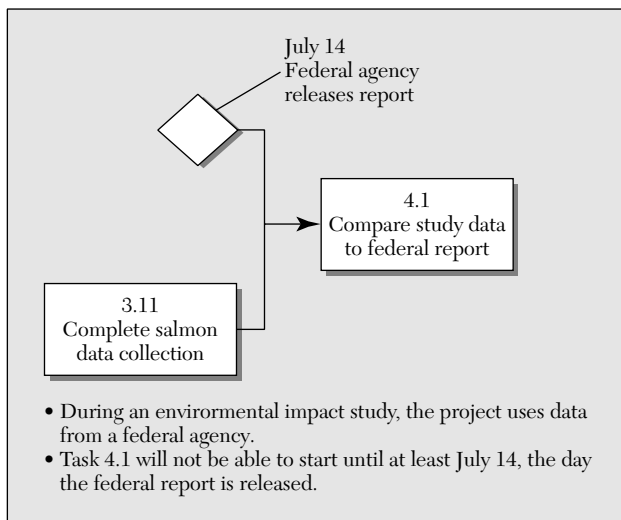 July 14
Federal agency
releases report
4.1
Compare study data
to federal report
3.11
Complete salmon
data collection
• During an envirormental impact study, the project uses data
from a federal agency.
• Task 4.1 will not be able to start until at least July 14, the day
the federal report is released.